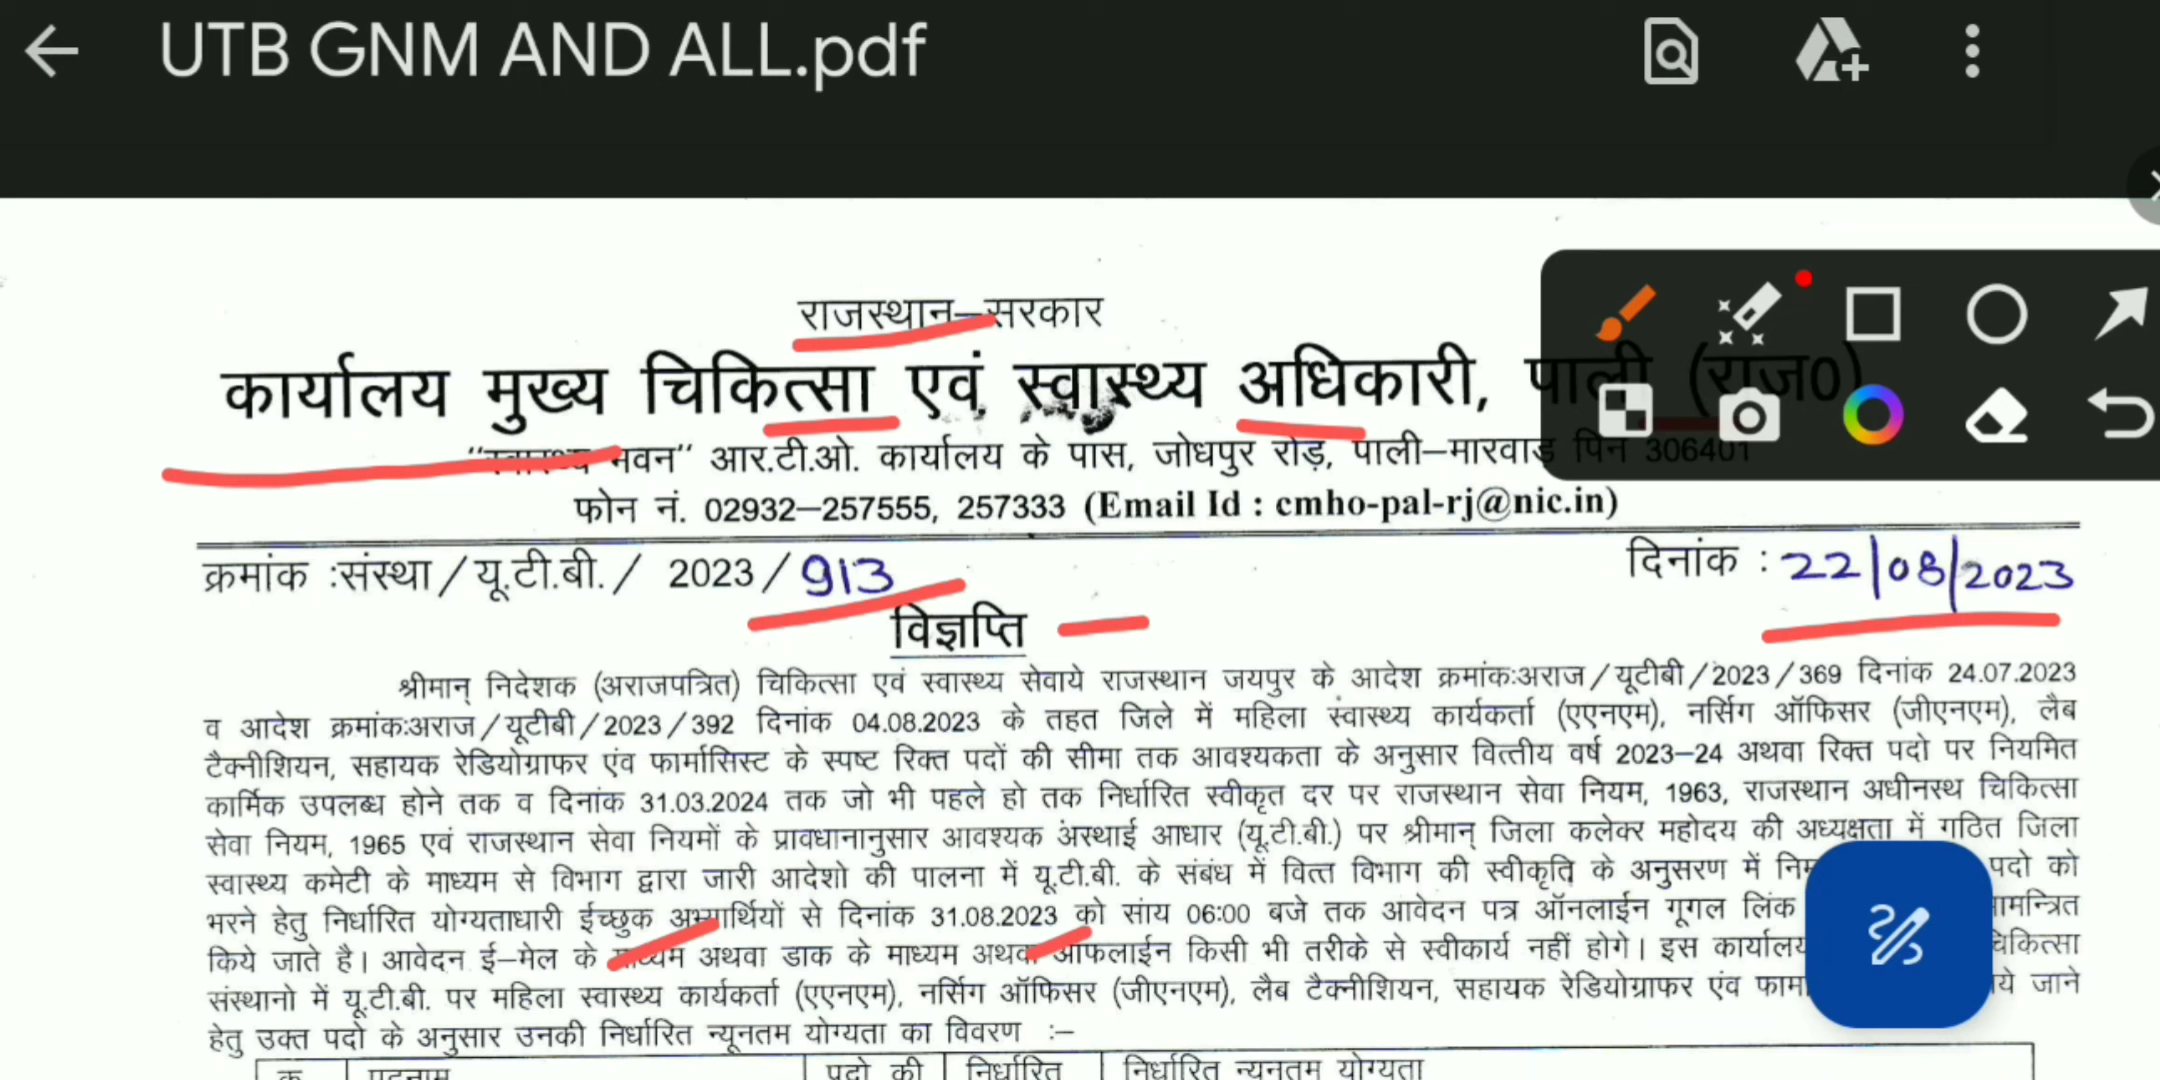 UTB GNM AND ALL.pdf
राजस्थान–सरकार
कार्यालय मुख्य चिकित्सा एवं स्वास्थ्य अधिकारी, पाली (राज0)
"स्वास्थ्य भवन" आर.टी.ओ. कार्यालय के पास, जोधपुर रोड़, पाली–मारवाड़ पिन 306401
फोन नं. 02932–257555, 257333 (Email Id : cmho-pal-rj@nic.in)
क्रमांक :संस्था/यू.टी.बी./ 2023/913 दिनांक : 22/08/2023
विज्ञप्ति
श्रीमान् निदेशक (अराजपत्रित) चिकित्सा एवं स्वास्थ्य सेवाये राजस्थान जयपुर के आदेश क्रमांकःअराज/यूटीबी/2023/369 दिनांक 24.07.2023
व आदेश क्रमांकःअराज/यूटीबी/2023/392 दिनांक 04.08.2023 के तहत जिले में महिला स्वास्थ्य कार्यकर्ता (एएनएम), नर्सिग ऑफिसर (जीएनएम), लैब
टैक्नीशियन, सहायक रेडियोग्राफर एंव फार्मासिस्ट के स्पष्ट रिक्त पदों की सीमा तक आवश्यकता के अनुसार वित्तीय वर्ष 2023–24 अथवा रिक्त पदो पर नियमित
कार्मिक उपलब्ध होने तक व दिनांक 31.03.2024 तक जो भी पहले हो तक निर्धारित स्वीकृत दर पर राजस्थान सेवा नियम, 1963, राजस्थान अधीनस्थ चिकित्सा
सेवा नियम, 1965 एवं राजस्थान सेवा नियमों के प्रावधानानुसार आवश्यक अस्थाई आधार (यू.टी.बी.) पर श्रीमान् जिला कलेक्र महोदय की अध्यक्षता में गठित जिला
स्वास्थ्य कमेटी के माध्यम से विभाग द्वारा जारी आदेशो की पालना में यू.टी.बी. के संबंध में वित्त विभाग की स्वीकृति के अनुसरण में पदो को
भरने हेतु निर्धारित योग्यताधारी ईच्छुक अभ्यार्थियों से दिनांक 31.08.2023 को सांय 06:00 बजे तक आवेदन पत्र ऑनलाईन गूगल लिंक
किये जाते है। आवेदन ई–मेल के माध्यम अथवा डाक के माध्यम अथवा ऑफलाईन किसी भी तरीके से स्वीकार्य नहीं होगे। इस चिकित्सा
संस्थानो में यू.टी.बी. पर महिला स्वास्थ्य कार्यकर्ता (एएनएम), नर्सिग ऑफिसर (जीएनएम), लैब टैक्नीशियन, सहायक रेडियोग्राफर एंव जाने
हेतु उक्त पदो के अनुसार उनकी निर्धारित न्यूनतम योग्यता का विवरण :–
पदनाम पदो की निर्धारित निर्धारित न्यूनतम योग्यता